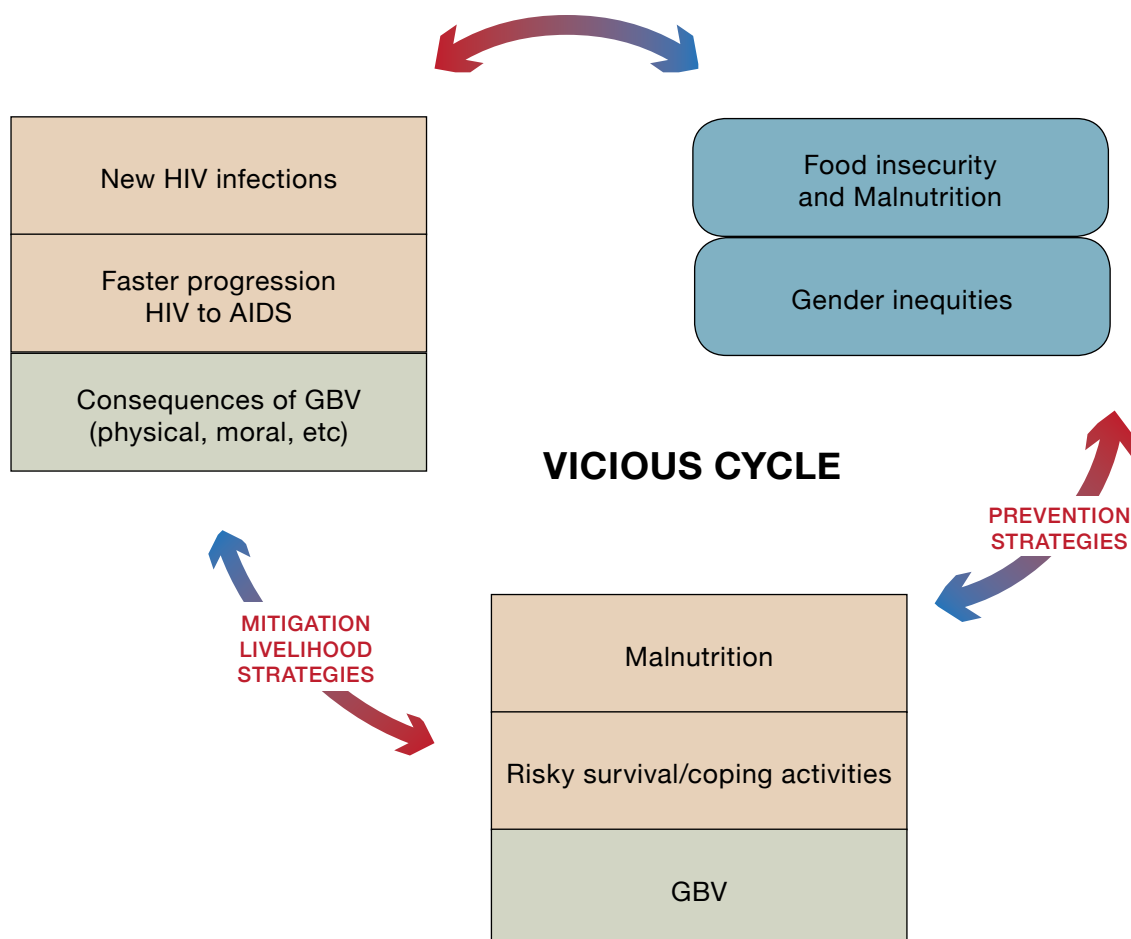 New HIV infections
Faster progression
HIV to AIDS
Consequences of GBV
(physical, moral, etc)
Food insecurity
and Malnutrition
Gender inequities
VICIOUS CYCLE
PREVENTION
STRATEGIES
MITIGATION
LIVELIHOOD
STRATEGIES
Malnutrition
Risky survival/coping activities
GBV